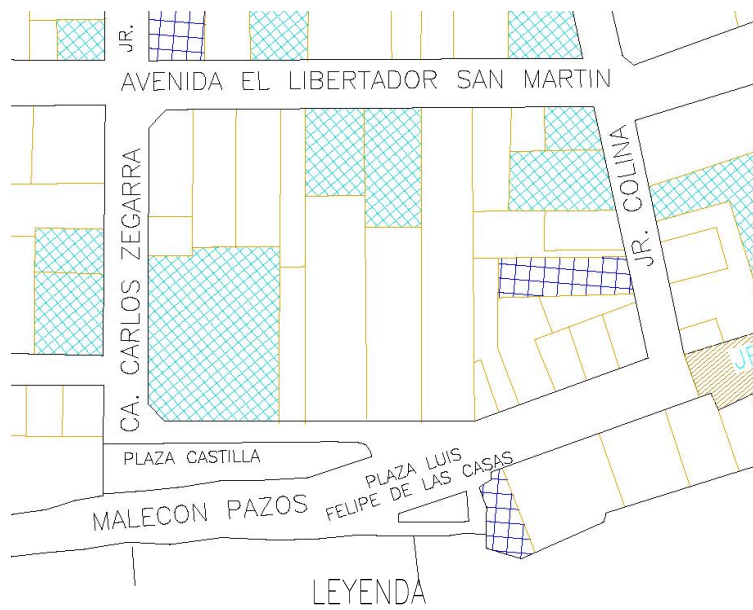 JR.
AVENIDA EL LIBERTADOR SAN MARTIN
CA. CARLOS ZEGARRA
JR. COLINA
JR
PLAZA CASTILLA
PLAZA LUIS
FELIPE DE LAS CASAS
MALECON PAZOS
LEYENDA